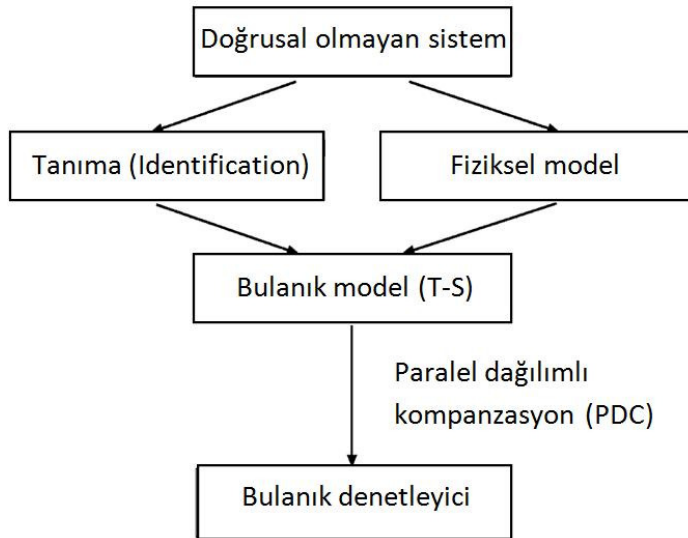 Doğrusal olmayan sistem
Tanıma (Identification)
Fiziksel model
Bulanık model (T-S)
Paralel dağılımlı
kompanzasyon (PDC)
Bulanık denetleyici